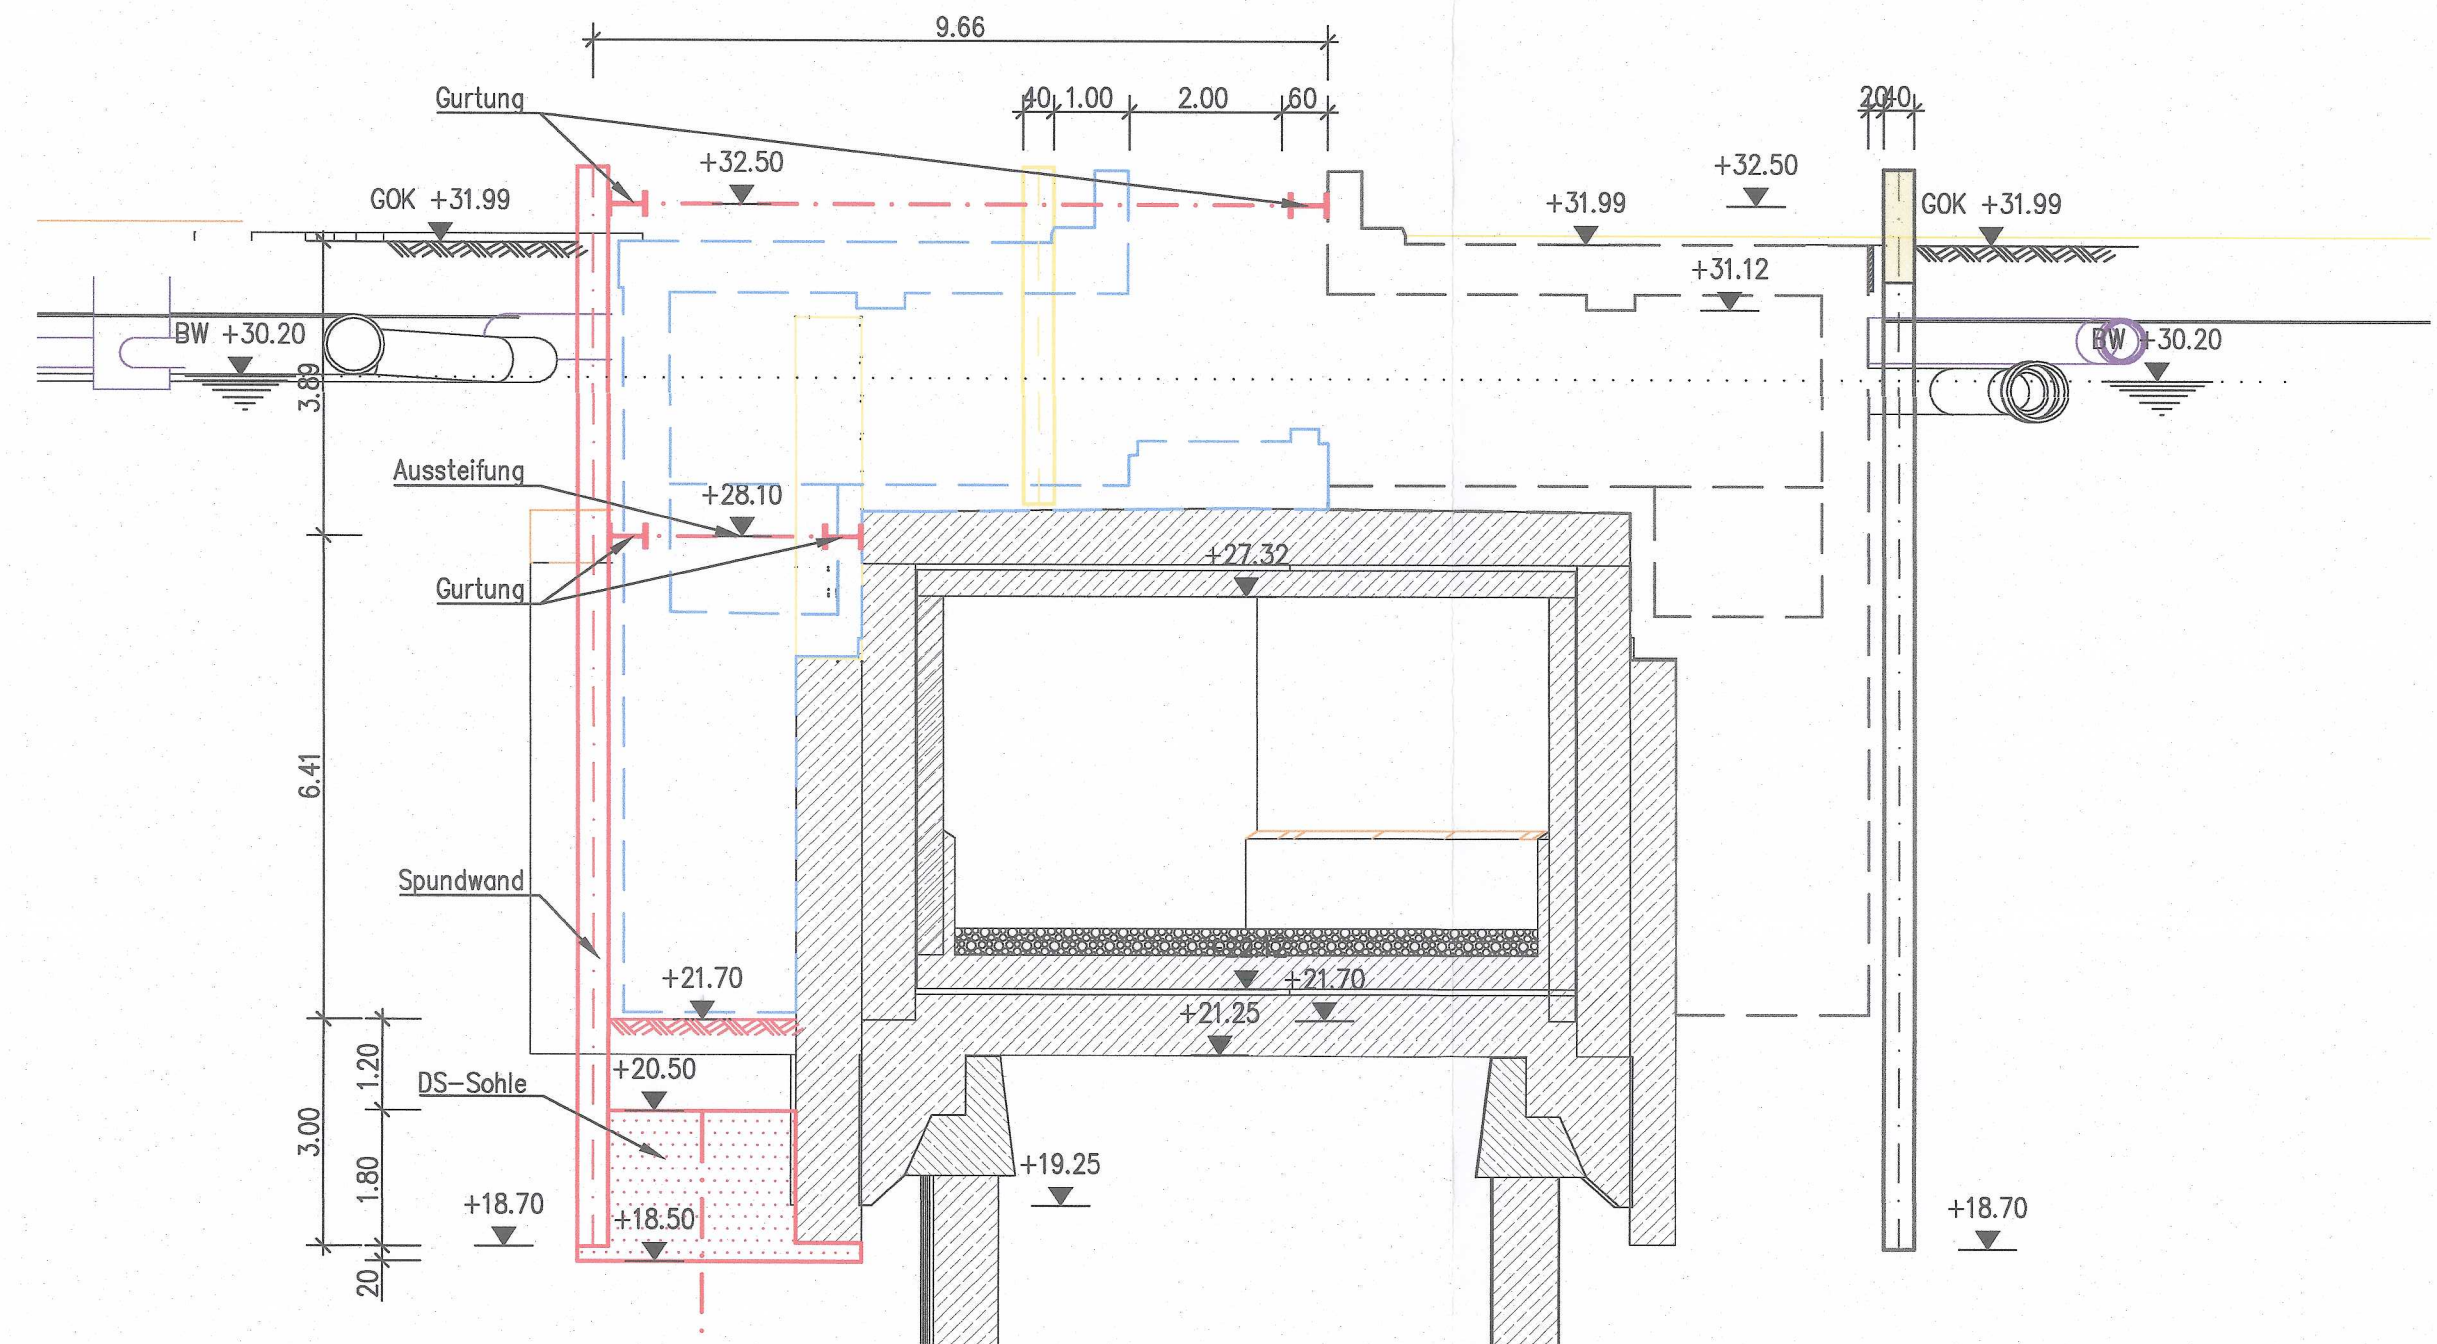 9.66
Gurtung
40 1.00 2.00 60
20 40
+32.50
+32.50
GOK +31.99
+31.99
GOK +31.99
+31.12
BW +30.20
BW +30.20
3.89
Aussteifung
+28.10
+27.32
Gurtung
6.41
Spundwand
+21.70
+21.70
+21.25
1.20
+20.50
DS-Sohle
3.00
1.80
+19.25
+18.70
+18.50
+18.70
20